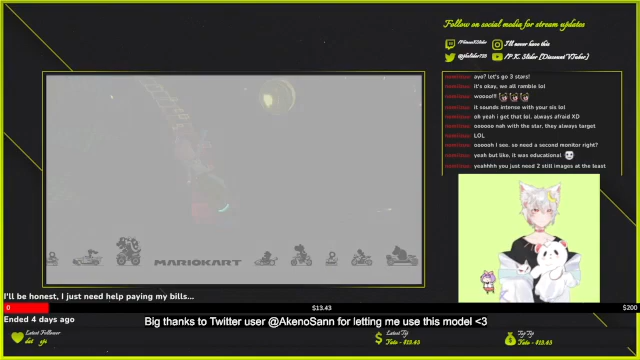 Follow on social media for stream updates
I'll never have this
/P.K. Slider (Discount VTuber)
aye? let's go 3 stars!
it's okay, we all ramble lol
woooo!!!
it sounds intense with your sis lol
oh yeah i get that lol, always afraid XD
oooooo nah with the star, they always target
LOL
oooooh I see. so need a second monitor right?
yeah but like, it was educational
yeahhhh you just need 2 still images at the least
MARIOKART
I'll be honest, I just need help paying my bills...
0
$13.43
$200
Ended 4 days ago
Big thanks to Twitter user @AkenoSann for letting me use this model <3
Latest Follower
Latest Tip
Top Tip